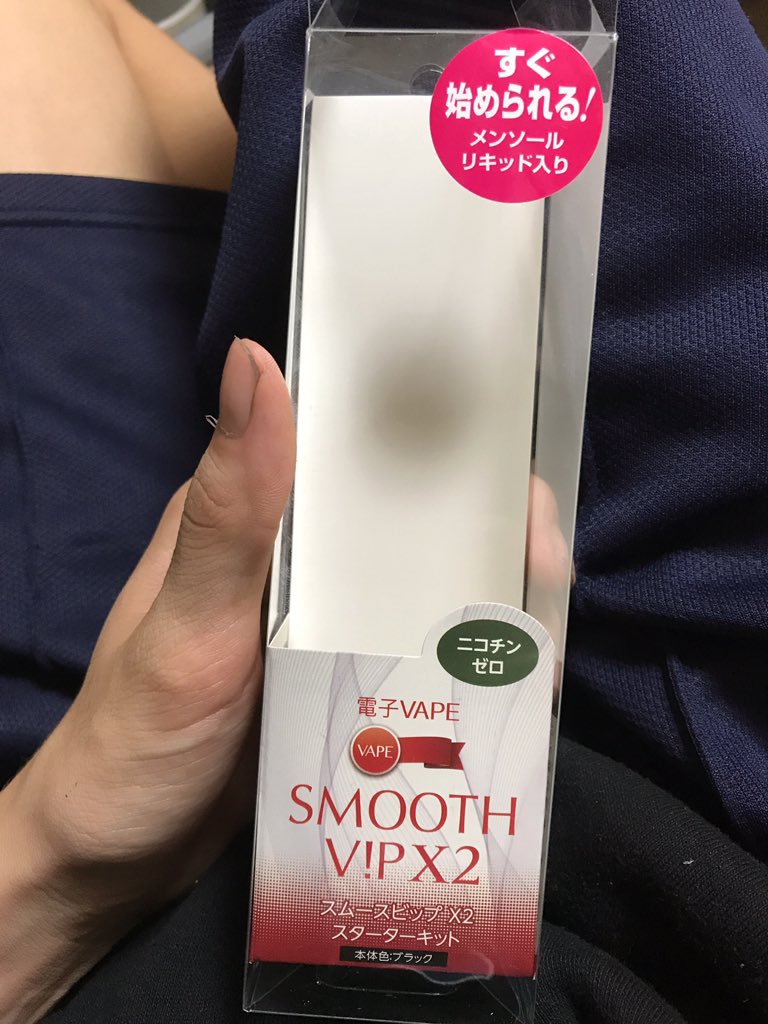 すぐ
始められる!
メンソール
リキッド入り
ニコチン
ゼロ
電子VAPE
VAPE
SMOOTH
V!P X2
スムースビップ X2
スターターキット
本体色:ブラック